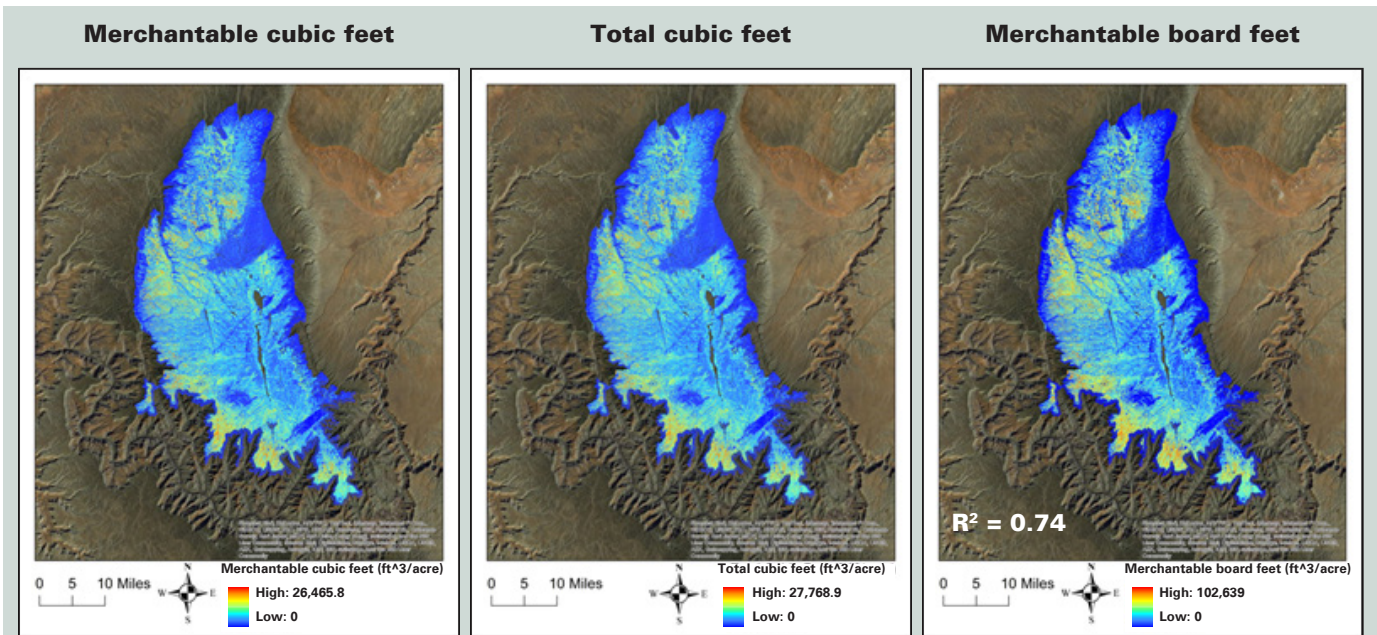 Merchantable cubic feet
Total cubic feet
Merchantable board feet
N
W E
S
0 5 10 Miles
Merchantable cubic feet (ft^3/acre)
High: 26,465.8
Low: 0
N
W E
S
0 5 10 Miles
Total cubic feet (ft^3/acre)
High: 27,768.9
Low: 0
R² = 0.74
N
W E
S
0 5 10 Miles
Merchantable board feet (ft^3/acre)
High: 102,639
Low: 0